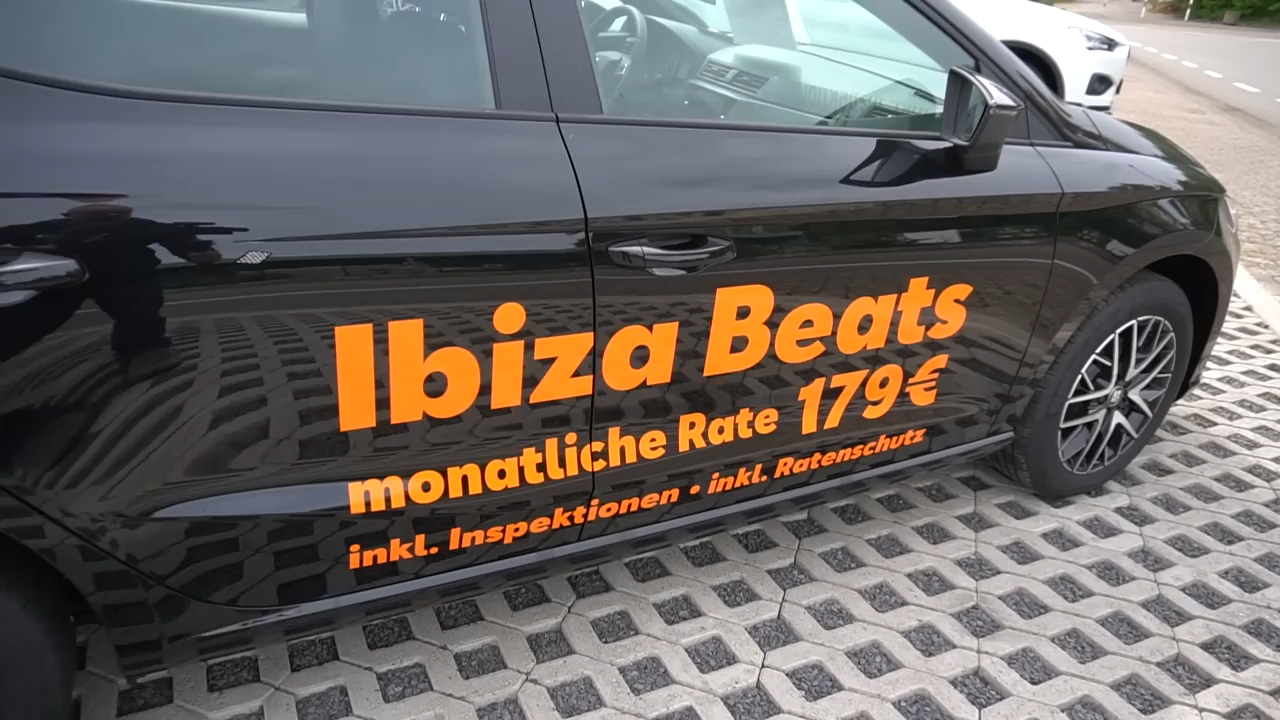 Ibiza Beats
monatliche Rate 179€
inkl. Inspektionen • inkl. Ratenschutz